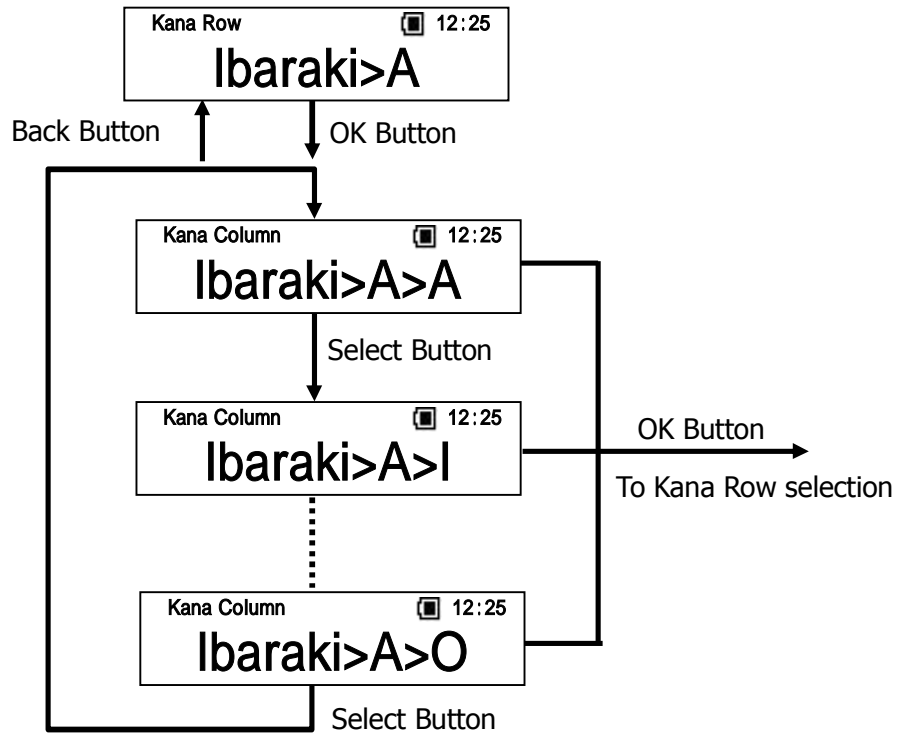 Kana Row 12:25
Ibaraki>A
Back Button
OK Button
Kana Column 12:25
Ibaraki>A>A
Select Button
Kana Column 12:25
Ibaraki>A>I
OK Button
To Kana Row selection
Kana Column 12:25
Ibaraki>A>O
Select Button